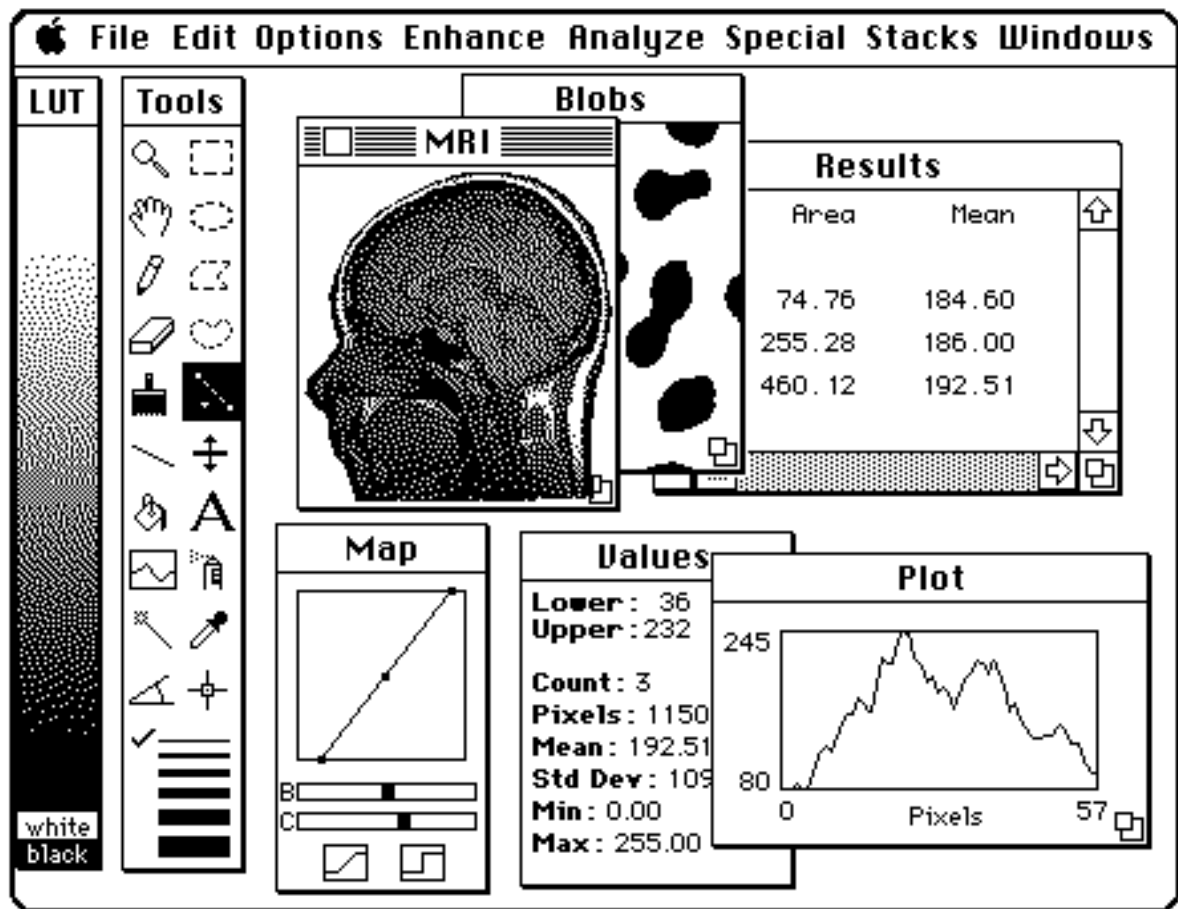 File Edit Options Enhance Analyze Special Stacks Windows
LUT
white
black
Tools
A
MRI
Blobs
Results
Area Mean
74.76 184.60
255.28 186.00
460.12 192.51
Map
B
C
Values
Lower: 36
Upper:232
Count: 3
Pixels: 1150
Mean: 192.51
Std Dev: 109
Min: 0.00
Max: 255.00
Plot
245
80
0 Pixels 57